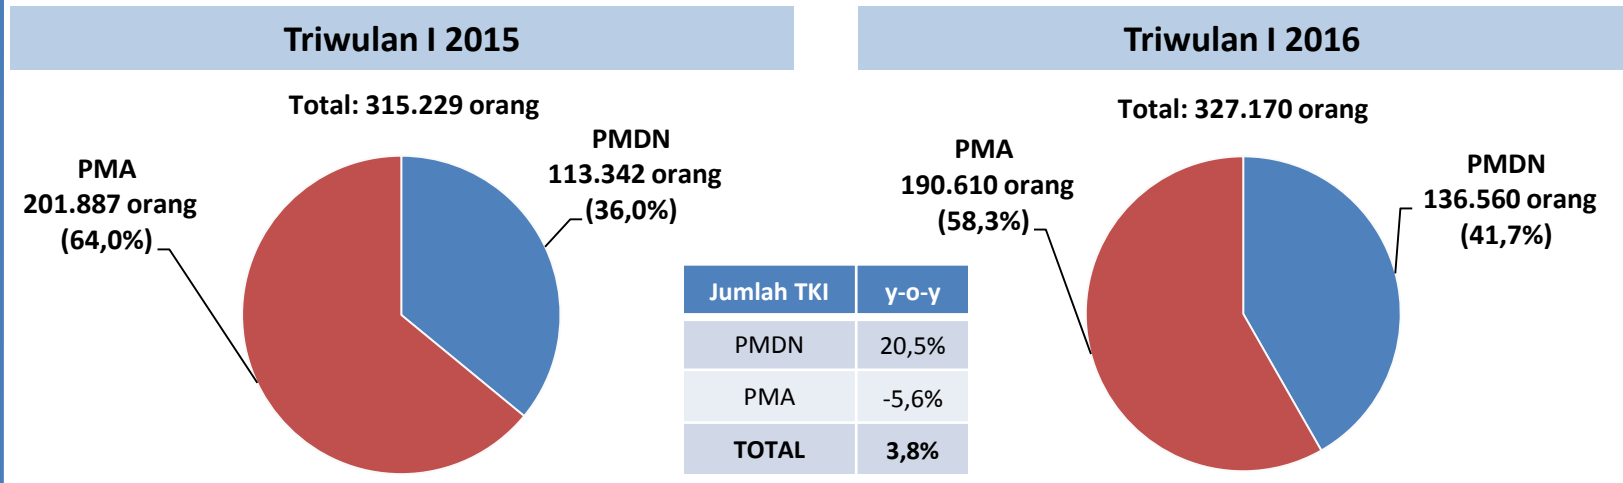 Triwulan I 2015
Total: 315.229 orang
PMA
201.887 orang
(64,0%)
PMDN
113.342 orang
(36,0%)
Jumlah TKI y-o-y
PMDN 20,5%
PMA -5,6%
TOTAL 3,8%
Triwulan I 2016
Total: 327.170 orang
PMA
190.610 orang
(58,3%)
PMDN
136.560 orang
(41,7%)